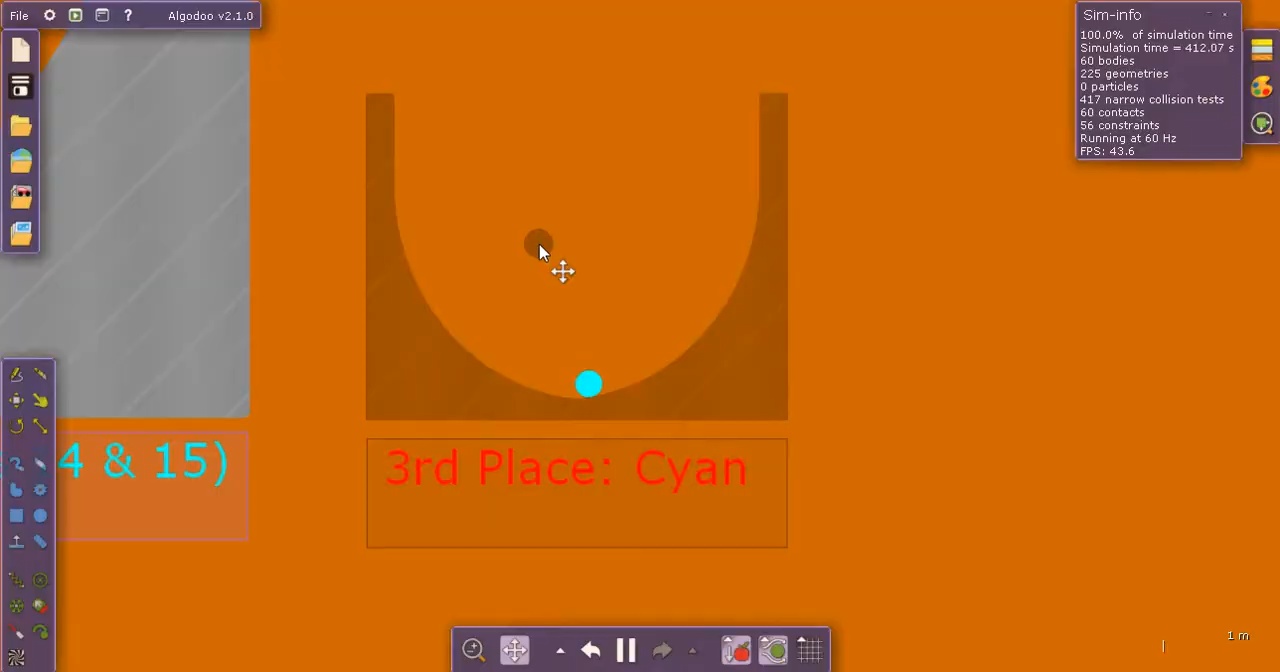 File
?
Algodoo v2.1.0
Sim-info
100.0% of simulation time
Simulation time = 412.07 s
60 bodies
225 geometries
0 particles
417 narrow collision tests
60 contacts
56 constraints
Running at 60 Hz
FPS: 43.6
4 & 15)
3rd Place: Cyan
1 m